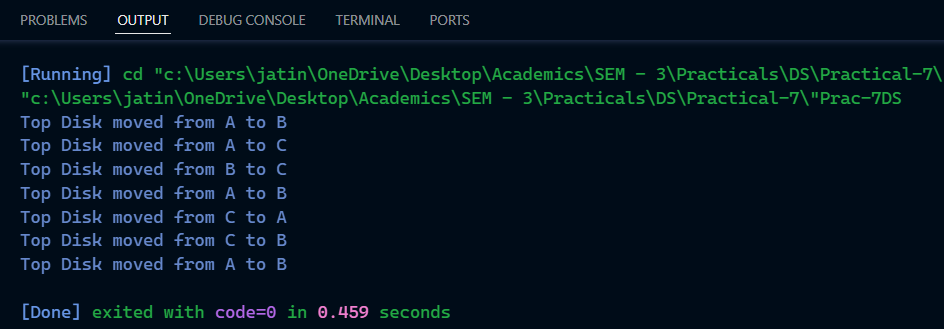 PROBLEMS OUTPUT DEBUG CONSOLE TERMINAL PORTS
[Running] cd "c:\Users\jatin\OneDrive\Desktop\Academics\SEM - 3\Practicals\DS\Practical-7\
"c:\Users\jatin\OneDrive\Desktop\Academics\SEM - 3\Practicals\DS\Practical-7\"Prac-7DS
Top Disk moved from A to B
Top Disk moved from A to C
Top Disk moved from B to C
Top Disk moved from A to B
Top Disk moved from C to A
Top Disk moved from C to B
Top Disk moved from A to B
[Done] exited with code=0 in 0.459 seconds